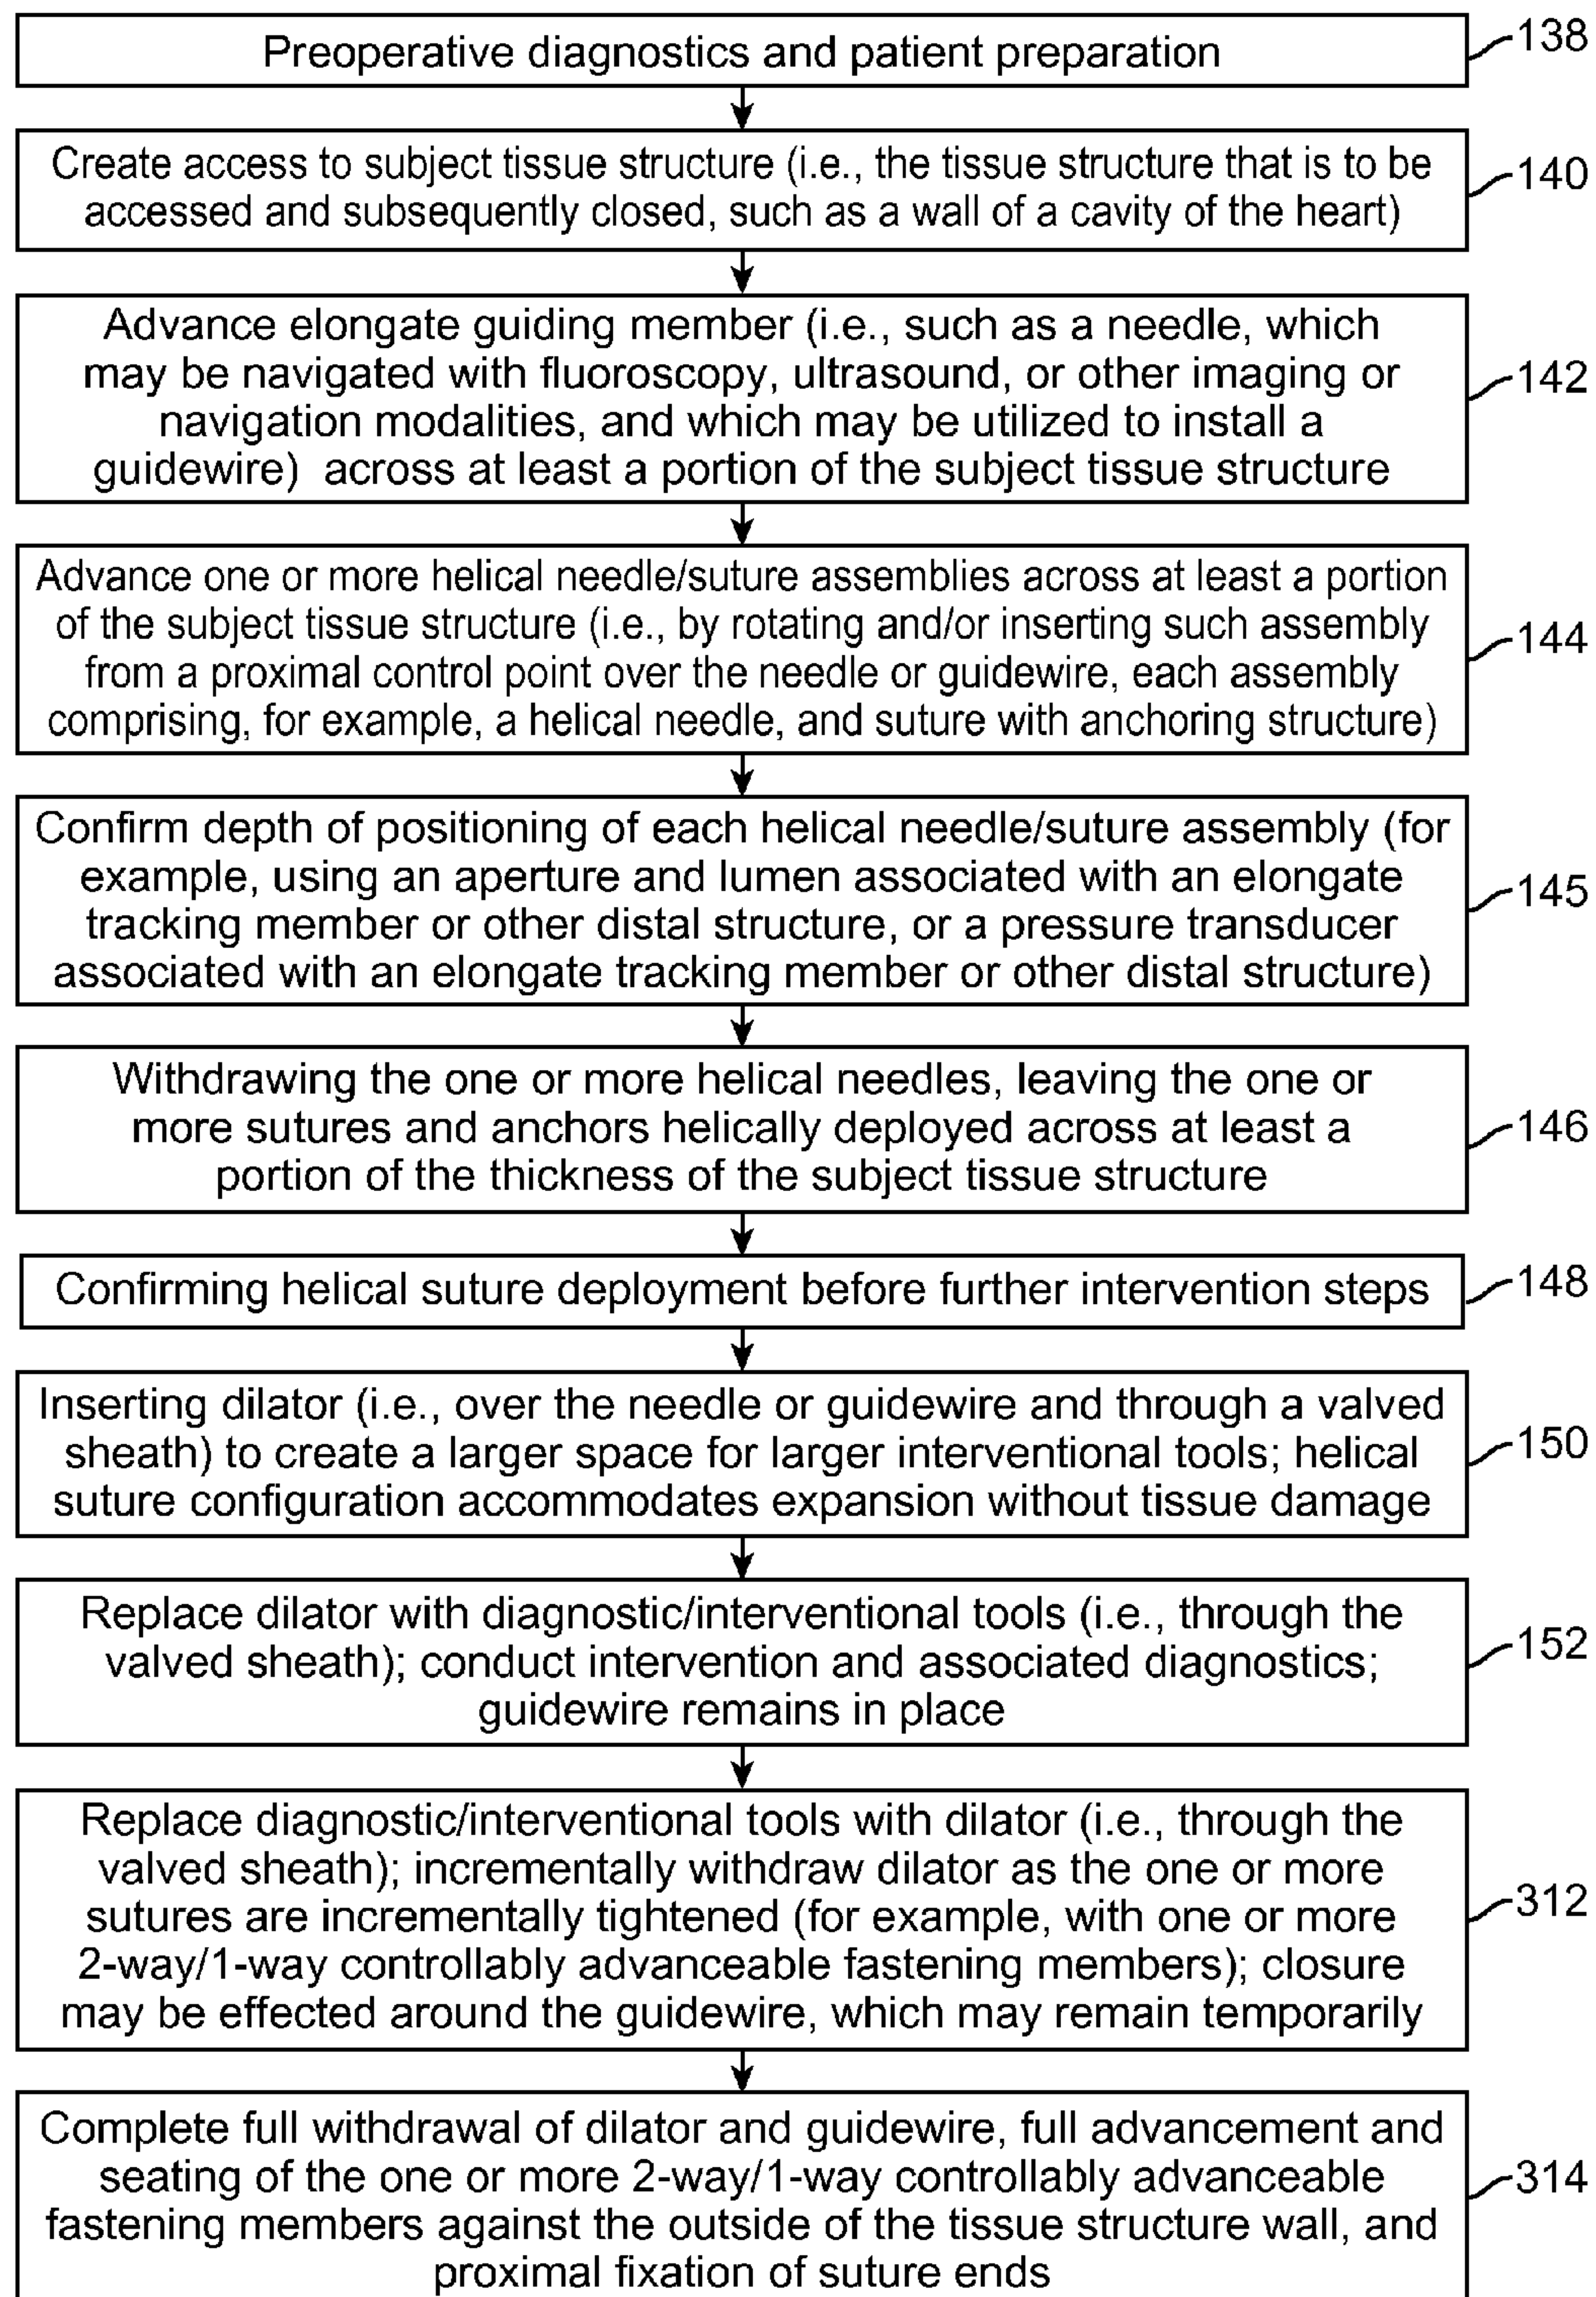 Preoperative diagnostics and patient preparation
138
Create access to subject tissue structure (i.e., the tissue structure that is to be
accessed and subsequently closed, such as a wall of a cavity of the heart)
140
Advance elongate guiding member (i.e., such as a needle, which
may be navigated with fluoroscopy, ultrasound, or other imaging or
navigation modalities, and which may be utilized to install a
guidewire) across at least a portion of the subject tissue structure
142
Advance one or more helical needle/suture assemblies across at least a portion
of the subject tissue structure (i.e., by rotating and/or inserting such assembly
from a proximal control point over the needle or guidewire, each assembly
comprising, for example, a helical needle, and suture with anchoring structure)
144
Confirm depth of positioning of each helical needle/suture assembly (for
example, using an aperture and lumen associated with an elongate
tracking member or other distal structure, or a pressure transducer
associated with an elongate tracking member or other distal structure)
145
Withdrawing the one or more helical needles, leaving the one or
more sutures and anchors helically deployed across at least a
portion of the thickness of the subject tissue structure
146
Confirming helical suture deployment before further intervention steps
148
Inserting dilator (i.e., over the needle or guidewire and through a valved
sheath) to create a larger space for larger interventional tools; helical
suture configuration accommodates expansion without tissue damage
150
Replace dilator with diagnostic/interventional tools (i.e., through the
valved sheath); conduct intervention and associated diagnostics;
guidewire remains in place
152
Replace diagnostic/interventional tools with dilator (i.e., through the
valved sheath); incrementally withdraw dilator as the one or more
sutures are incrementally tightened (for example, with one or more
2-way/1-way controllably advanceable fastening members); closure
may be effected around the guidewire, which may remain temporarily
312
Complete full withdrawal of dilator and guidewire, full advancement and
seating of the one or more 2-way/1-way controllably advanceable
fastening members against the outside of the tissue structure wall, and
proximal fixation of suture ends
314